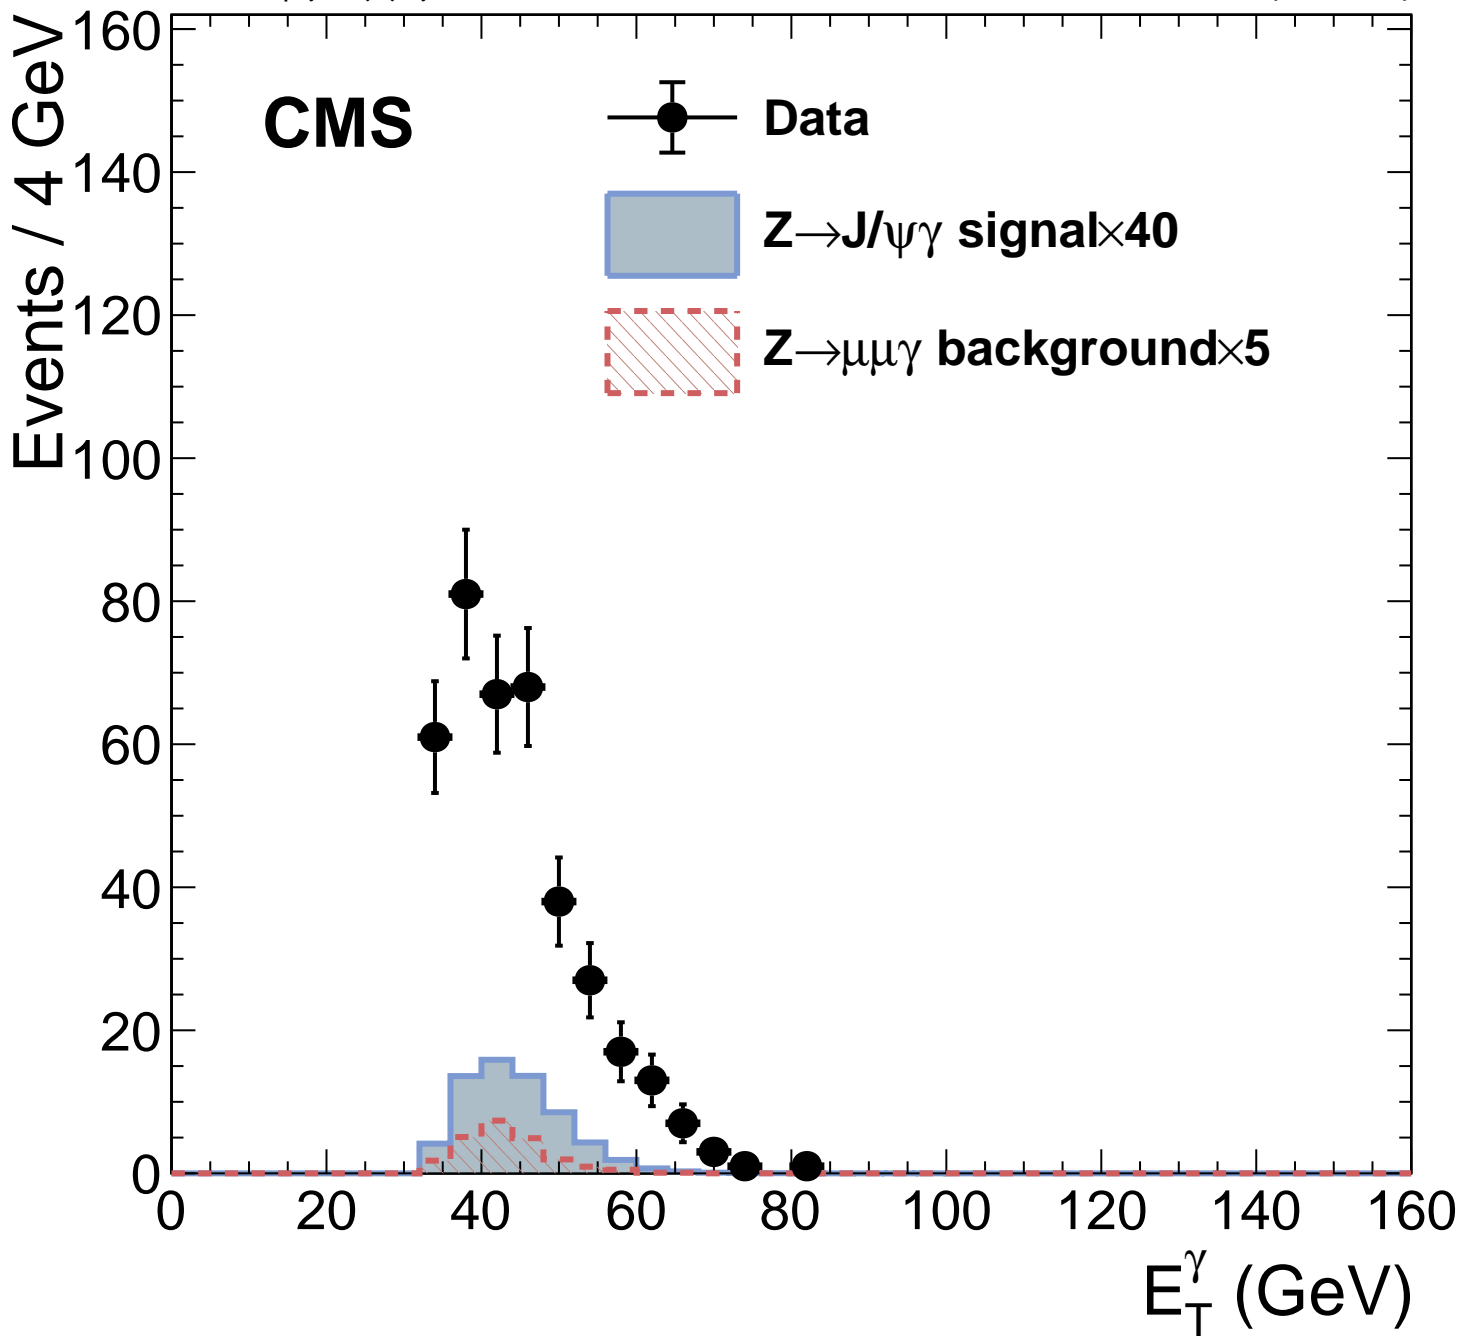 Events / 4 GeV
160
140
120
100
80
60
40
20
0
CMS
Data
Z→J/ψγ signal×40
Z→μμγ background×5
0 20 40 60 80 100 120 140 160
E_T^γ (GeV)